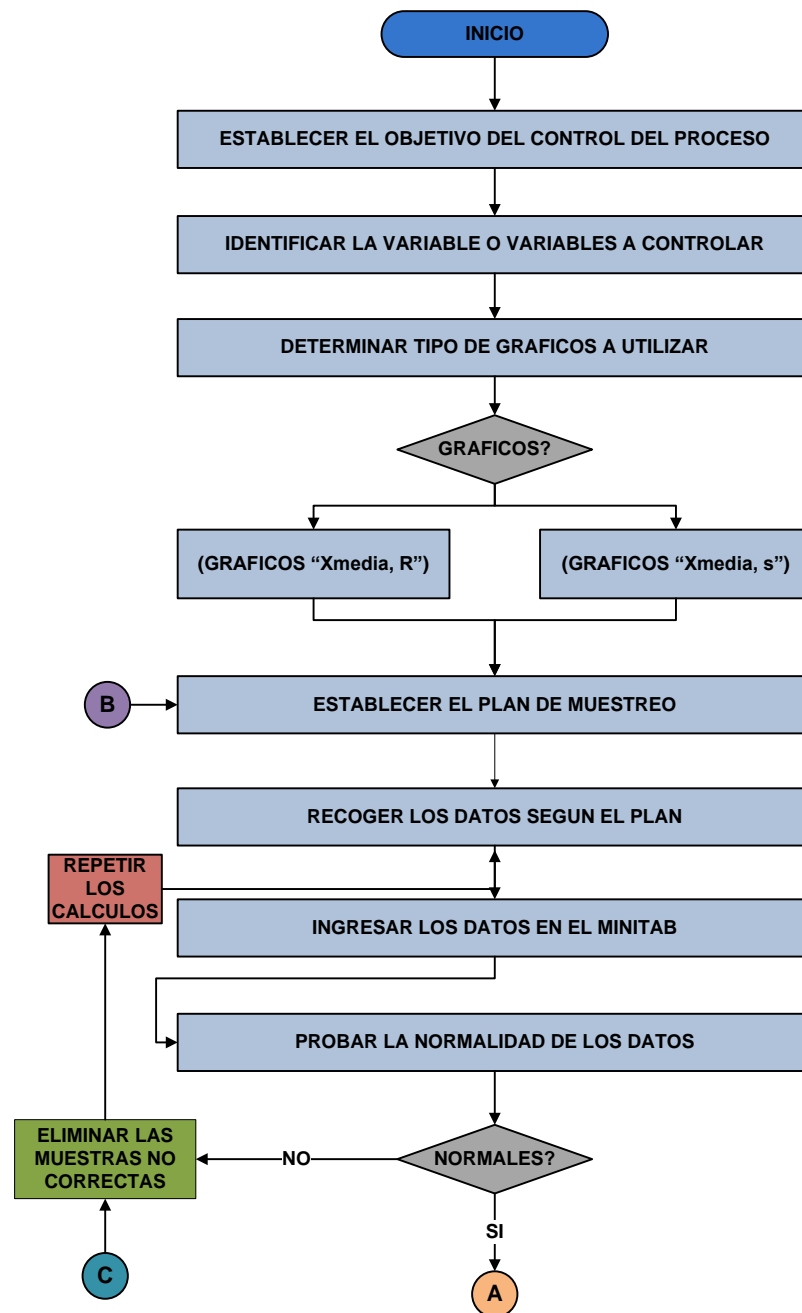 INICIO
ESTABLECER EL OBJETIVO DEL CONTROL DEL PROCESO
IDENTIFICAR LA VARIABLE O VARIABLES A CONTROLAR
DETERMINAR TIPO DE GRAFICOS A UTILIZAR
GRAFICOS?
(GRAFICOS “Xmedia, R”)
(GRAFICOS “Xmedia, s”)
B
ESTABLECER EL PLAN DE MUESTREO
RECOGER LOS DATOS SEGUN EL PLAN
REPETIR
LOS
CALCULOS
INGRESAR LOS DATOS EN EL MINITAB
PROBAR LA NORMALIDAD DE LOS DATOS
ELIMINAR LAS
MUESTRAS NO
CORRECTAS
NO
NORMALES?
SI
C
A